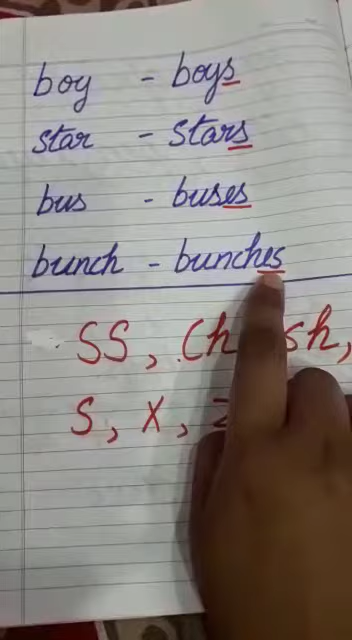 boy - boys
star - stars
bus - buses
bunch - bunches
ss, ch sh,
s, x,